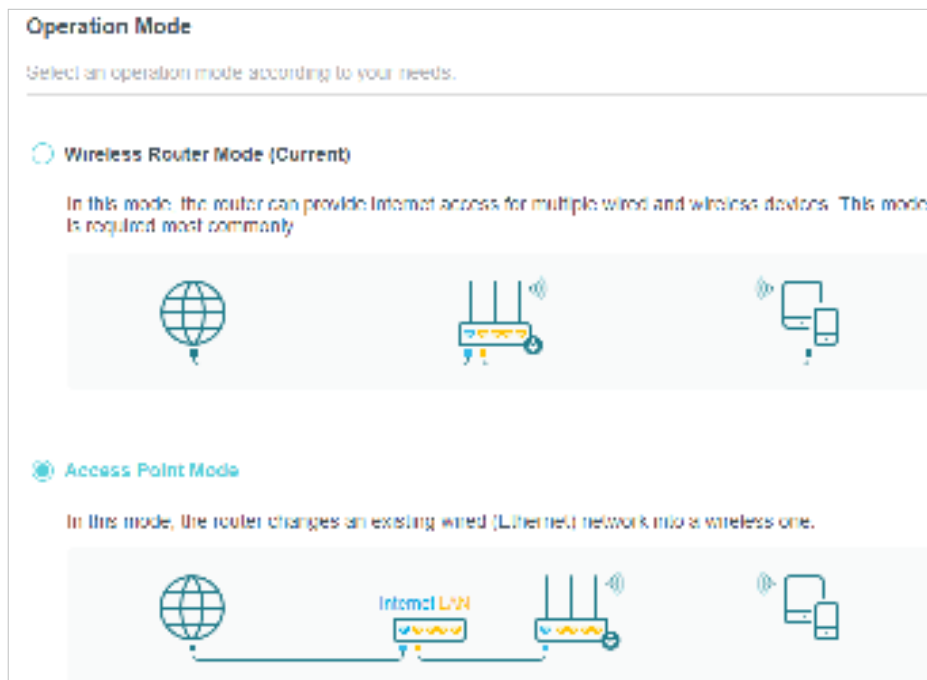 Operation Mode
Select an operation mode according to your needs.
Wireless Router Mode (Current)
In this mode, the router can provide internet access for multiple wired and wireless devices. This mode
is required most commonly.
Access Point Mode
In this mode, the router changes an existing wired (Ethernet) network into a wireless one.
Internet LAN